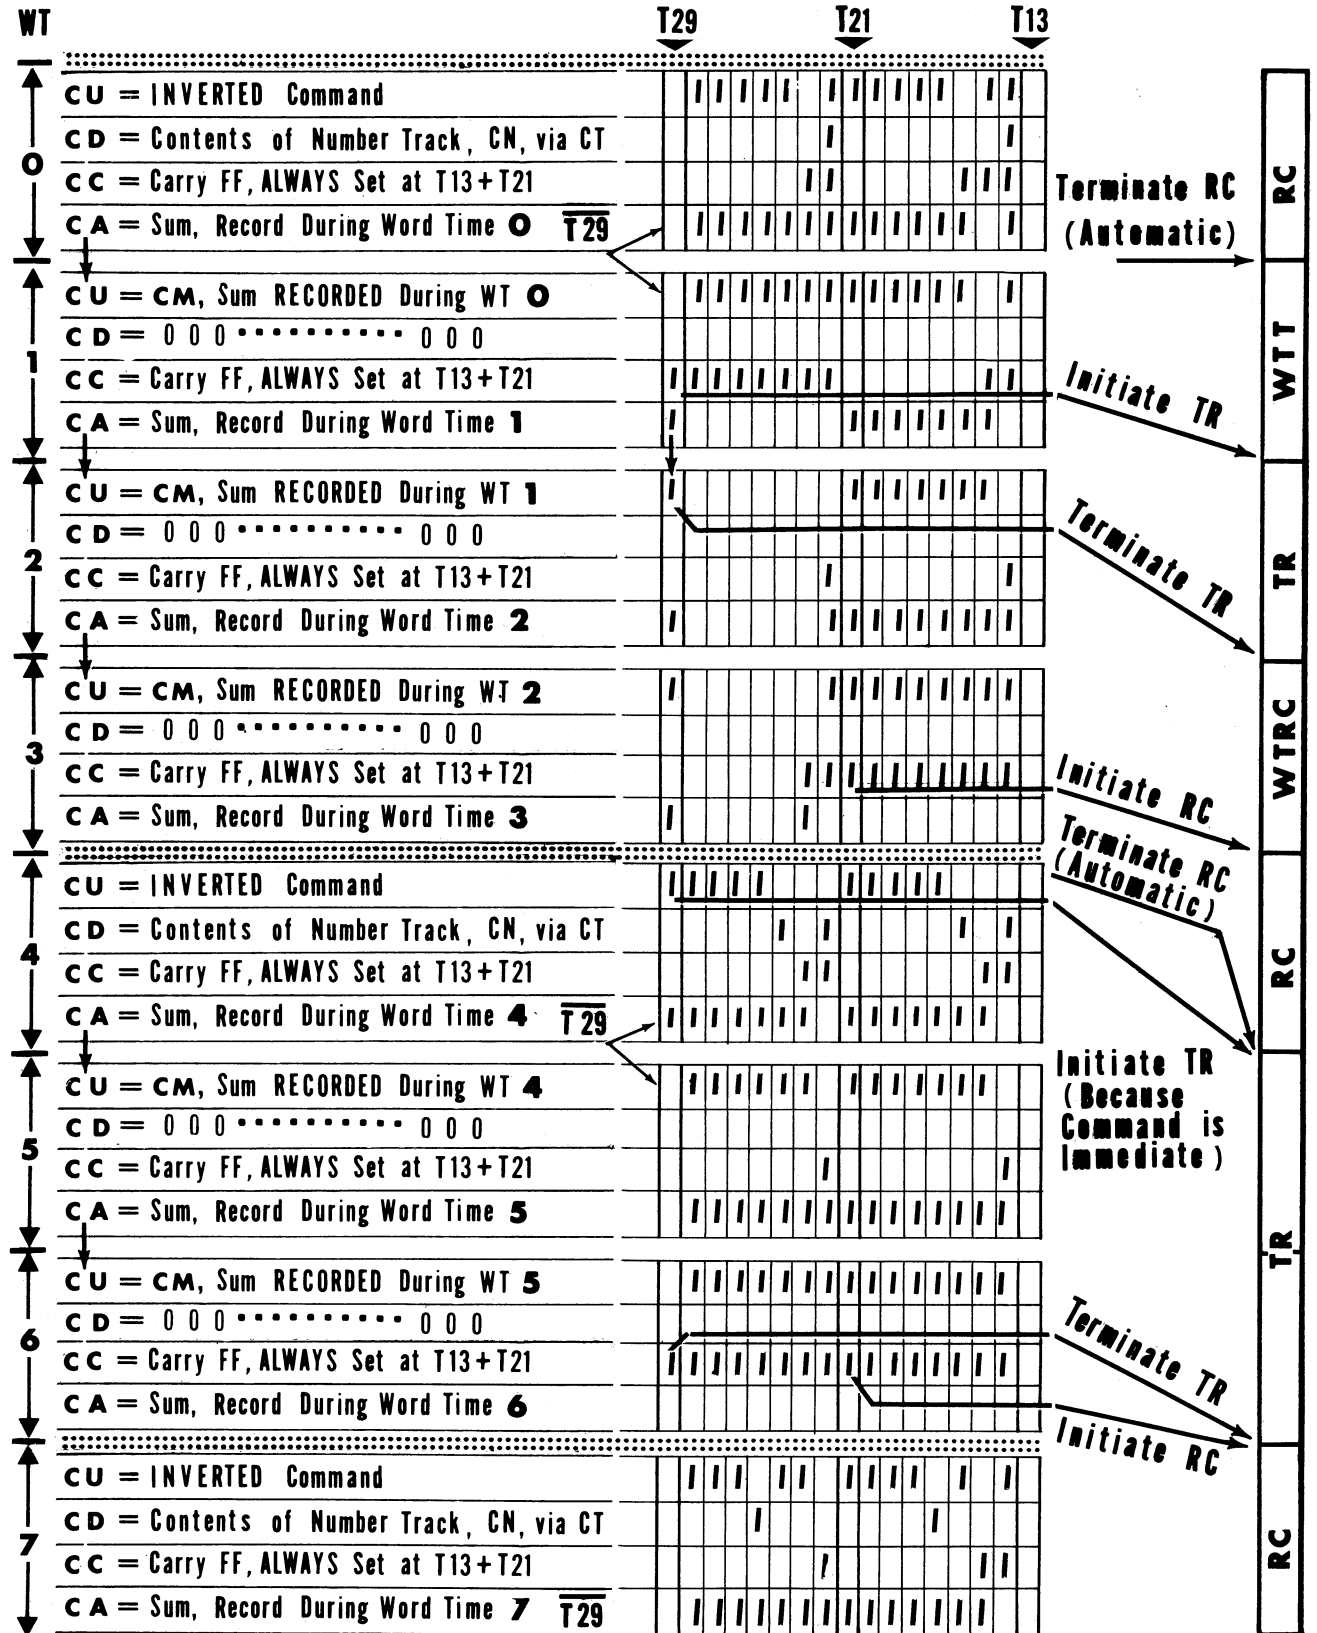 WT T29 T21 T13
0
CU = INVERTED Command
CD = Contents of Number Track, CN, via CT
CC = Carry FF, ALWAYS Set at T13+T21
CA = Sum, Record During Word Time 0 T29
1
CU = CM, Sum RECORDED During WT 0
CD = 000 ·········· 000
CC = Carry FF, ALWAYS Set at T13+T21
CA = Sum, Record During Word Time 1
2
CU = CM, Sum RECORDED During WT 1
CD = 000 ·········· 000
CC = Carry FF, ALWAYS Set at T13+T21
CA = Sum, Record During Word Time 2
3
CU = CM, Sum RECORDED During WT 2
CD = 000 ·········· 000
CC = Carry FF, ALWAYS Set at T13+T21
CA = Sum, Record During Word Time 3
4
CU = INVERTED Command
CD = Contents of Number Track, CN, via CT
CC = Carry FF, ALWAYS Set at T13+T21
CA = Sum, Record During Word Time 4 T29
5
CU = CM, Sum RECORDED During WT 4
CD = 000 ·········· 000
CC = Carry FF, ALWAYS Set at T13+T21
CA = Sum, Record During Word Time 5
6
CU = CM, Sum RECORDED During WT 5
CD = 000 ·········· 000
CC = Carry FF, ALWAYS Set at T13+T21
CA = Sum, Record During Word Time 6
7
CU = INVERTED Command
CD = Contents of Number Track, CN, via CT
CC = Carry FF, ALWAYS Set at T13+T21
CA = Sum, Record During Word Time 7 T29
Terminate RC
(Automatic)
Initiate TR
Terminate TR
Initiate RC
Terminate RC
(Automatic)
Initiate TR
(Because
Command is
Immediate)
Terminate TR
Initiate RC
RC
WTT
TR
WTRC
RC
TR
RC